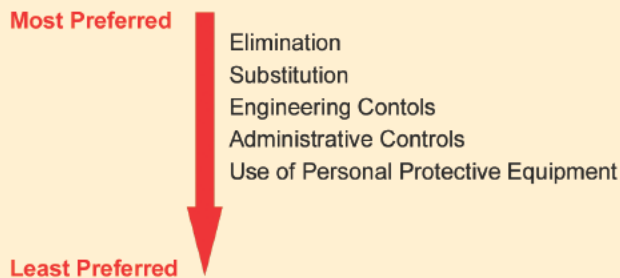 Most Preferred
Elimination
Substitution
Engineering Contols
Administrative Controls
Use of Personal Protective Equipment
Least Preferred